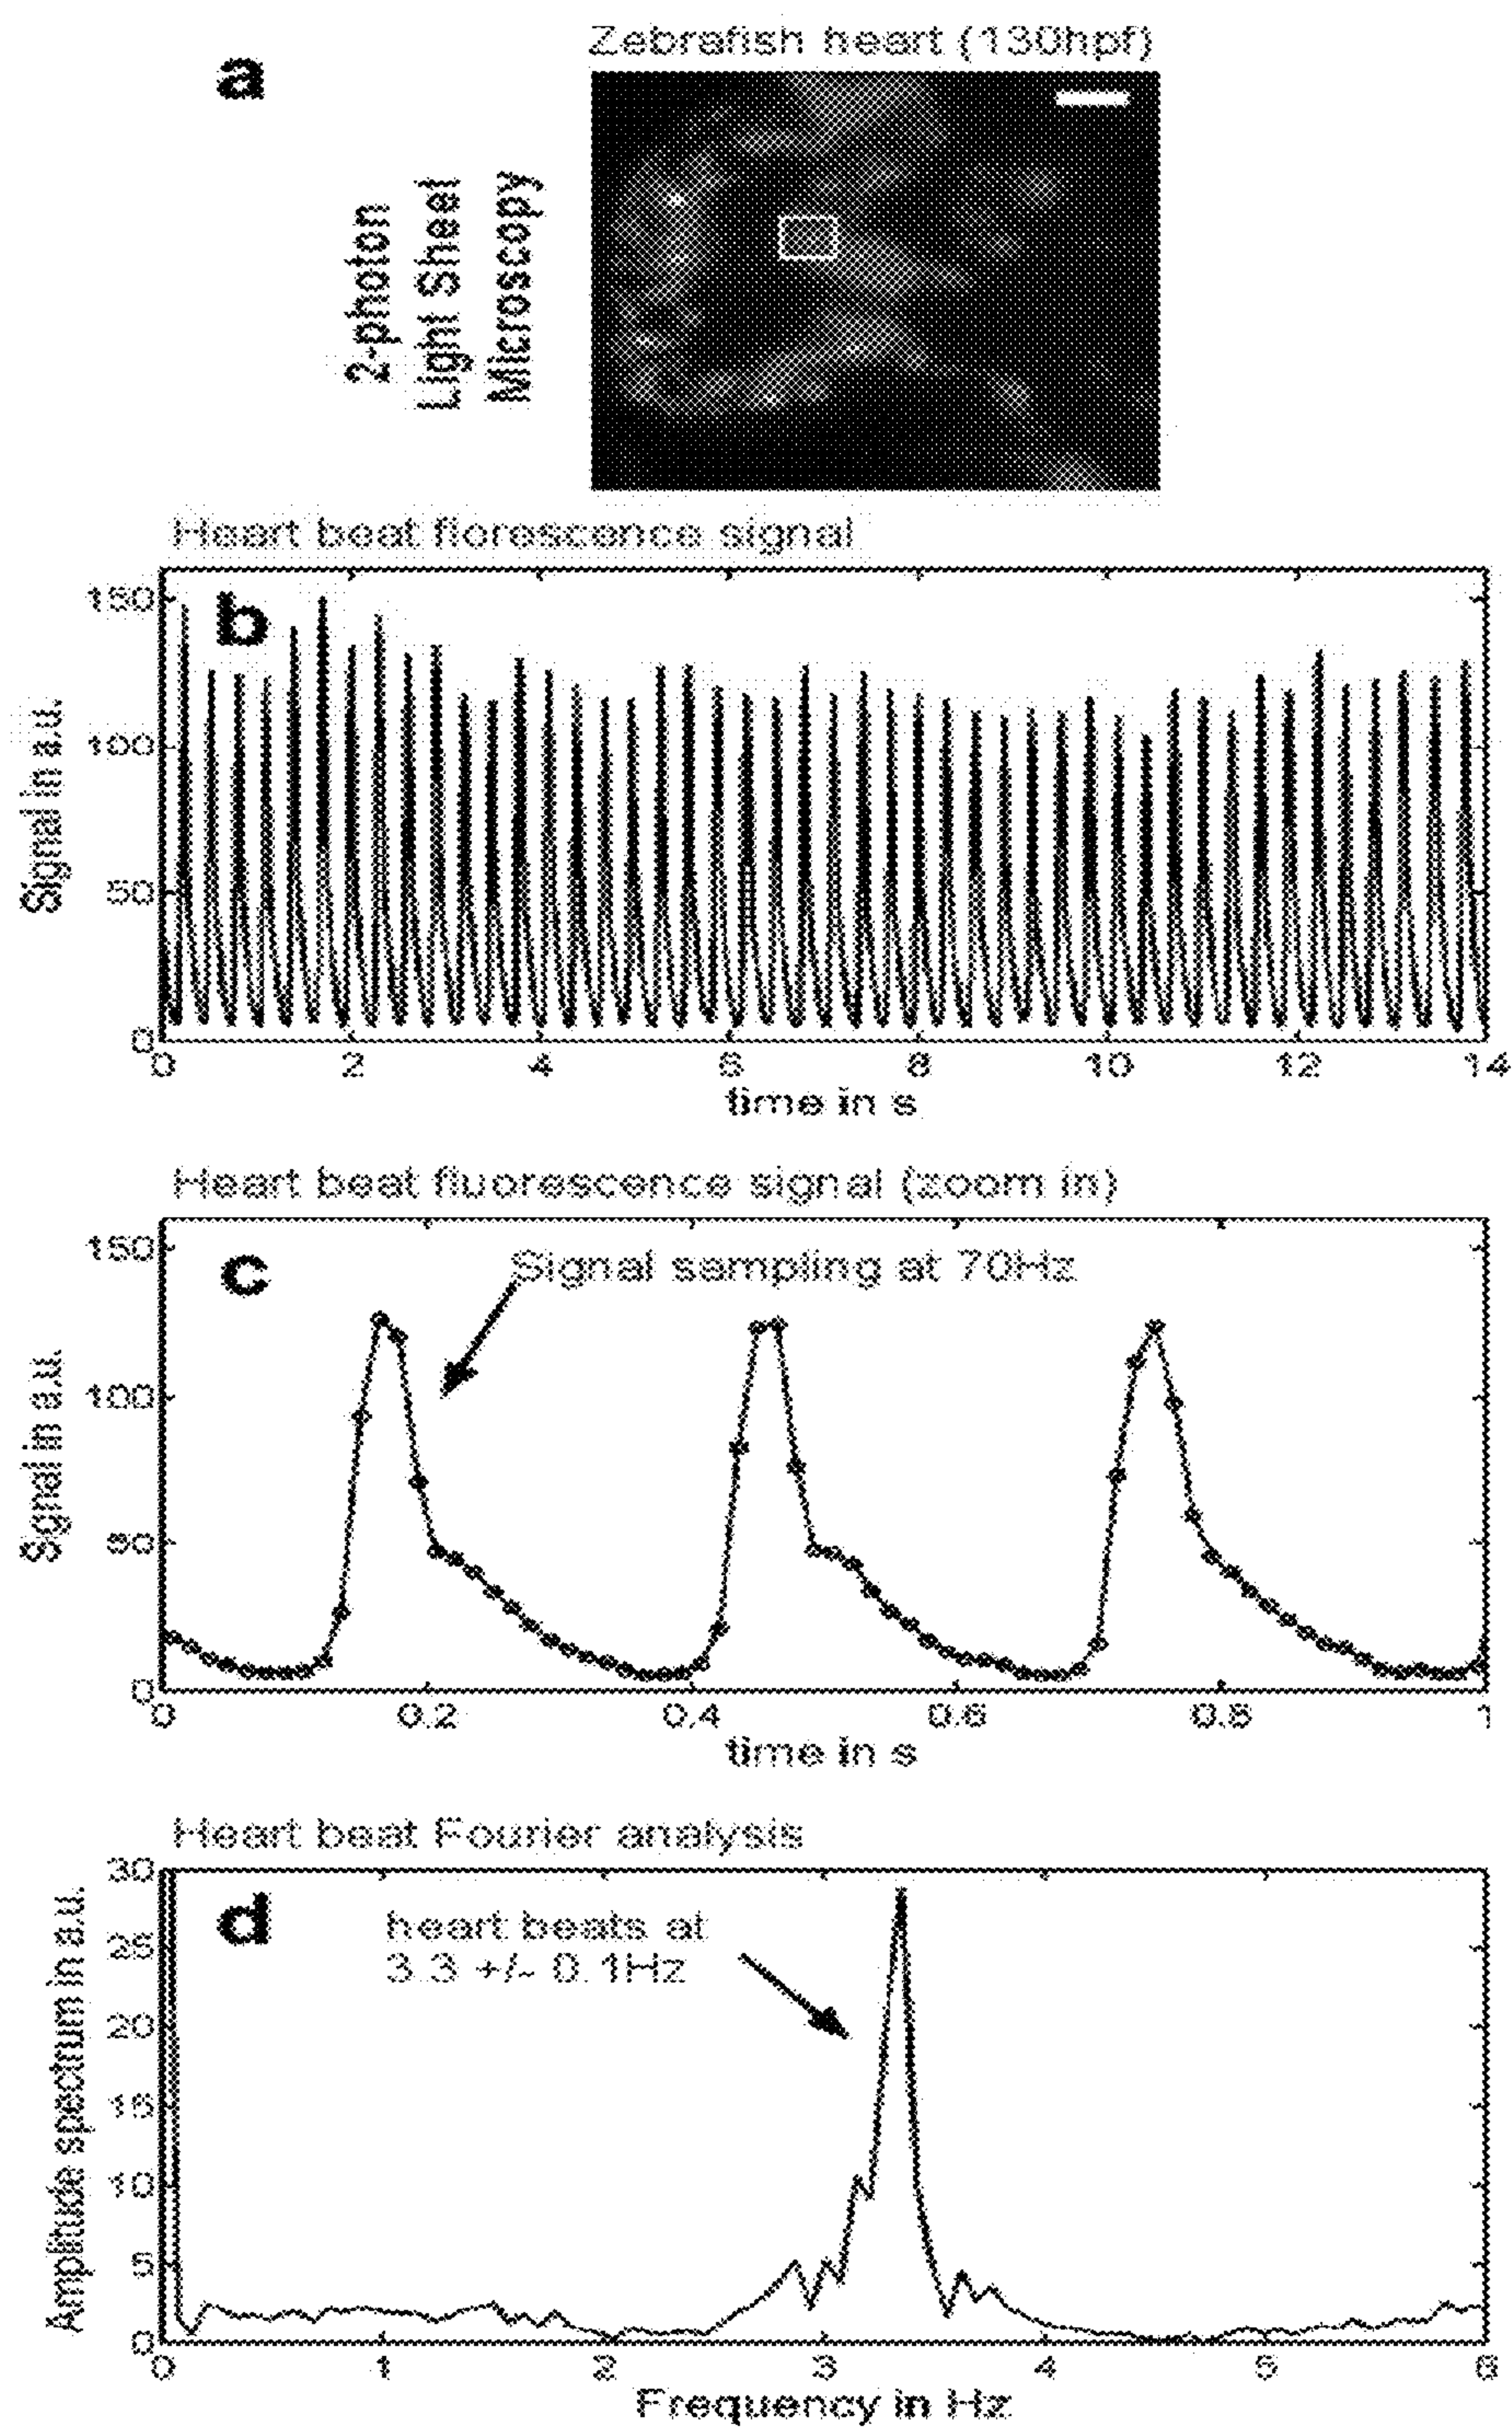 a
Zebrafish heart (130hpf)
2-photon
Light Sheet
Microscopy
Heart beat florescence signal
b
150
100
50
0
Signal in a.u.
0 2 4 6 8 10 12 14
time in s
Heart beat fluorescence signal (zoom in)
c
Signal sampling at 70Hz
150
100
50
0
Signal in a.u.
0 0.2 0.4 0.6 0.8 1
time in s
Heart beat Fourier analysis
d
heart beats at
3.3 +/- 0.1Hz
30
25
20
15
10
5
0
Amplitude spectrum in a.u.
0 1 2 3 4 5 6
Frequency in Hz